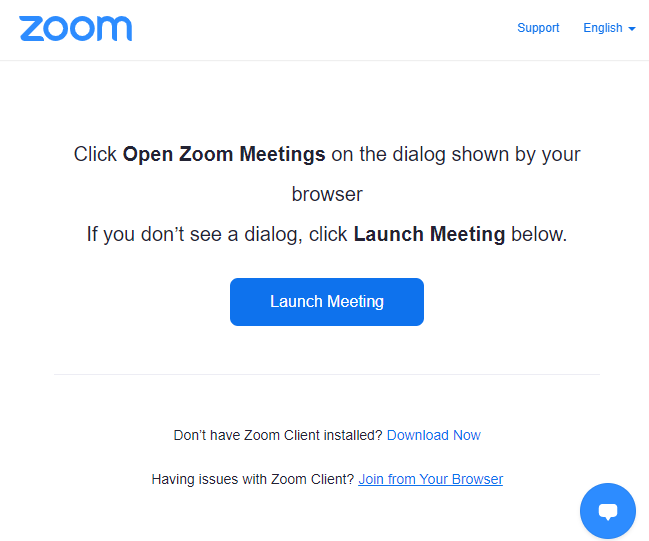 zoom
Support English
Click Open Zoom Meetings on the dialog shown by your
browser
If you don’t see a dialog, click Launch Meeting below.
Launch Meeting
Don’t have Zoom Client installed? Download Now
Having issues with Zoom Client? Join from Your Browser